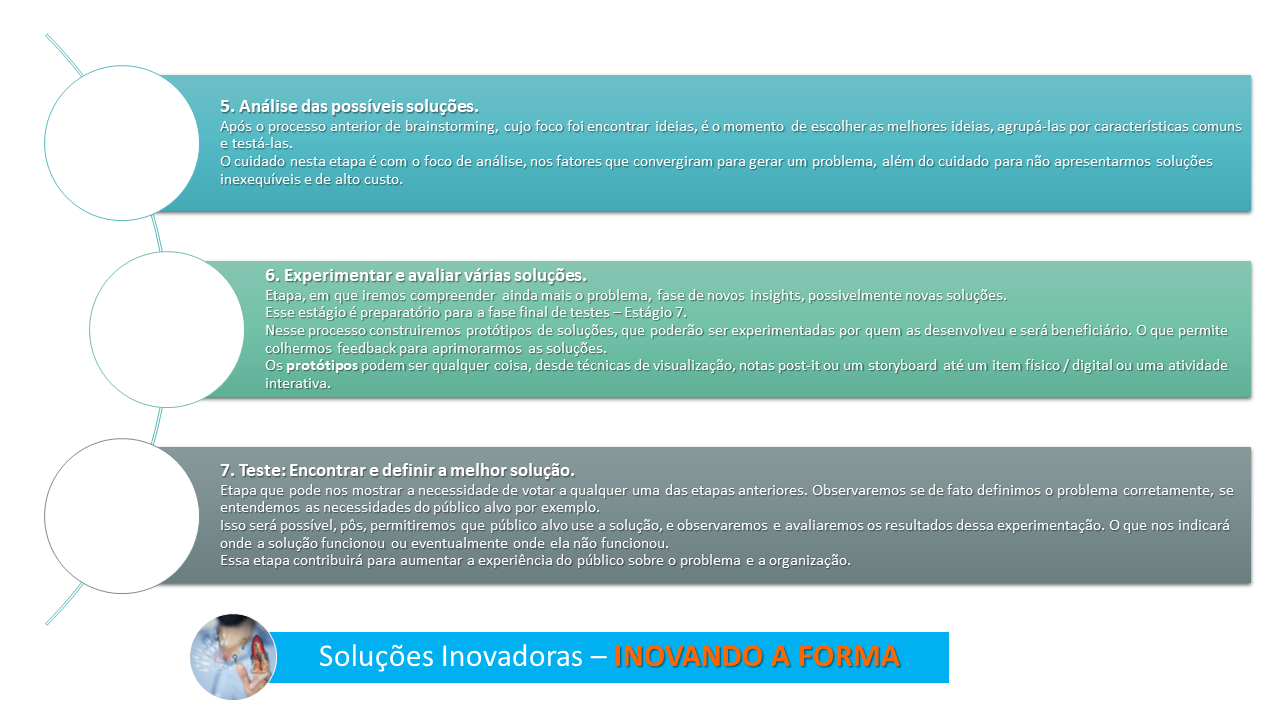 5. Análise das possíveis soluções.
Após o processo anterior de brainstorming, cujo foco foi encontrar ideias, é o momento de escolher as melhores ideias, agrupá-las por características comuns
e testá-las.
O cuidado nesta etapa é com o foco de análise, nos fatores que convergiram para gerar um problema, além do cuidado para não apresentarmos soluções
inexequíveis e de alto custo.
6. Experimentar e avaliar várias soluções.
Etapa, em que iremos compreender ainda mais o problema, fase de novos insights, possivelmente novas soluções.
Esse estágio é preparatório para a fase final de testes – Estágio 7.
Nesse processo construiremos protótipos de soluções, que poderão ser experimentadas por quem as desenvolveu e será beneficiário. O que permite
colhermos feedback para aprimorarmos as soluções.
Os protótipos podem ser qualquer coisa, desde técnicas de visualização, notas post-it ou um storyboard até um item físico / digital ou uma atividade
interativa.
7. Teste: Encontrar e definir a melhor solução.
Etapa que pode nos mostrar a necessidade de votar a qualquer uma das etapas anteriores. Observaremos se de fato definimos o problema corretamente, se
entendemos as necessidades do público alvo por exemplo.
Isso será possível, pôs, permitiremos que público alvo use a solução, e observaremos e avaliaremos os resultados dessa experimentação. O que nos indicará
onde a solução funcionou ou eventualmente onde ela não funcionou.
Essa etapa contribuirá para aumentar a experiência do público sobre o problema e a organização.
Soluções Inovadoras – INOVANDO A FORMA